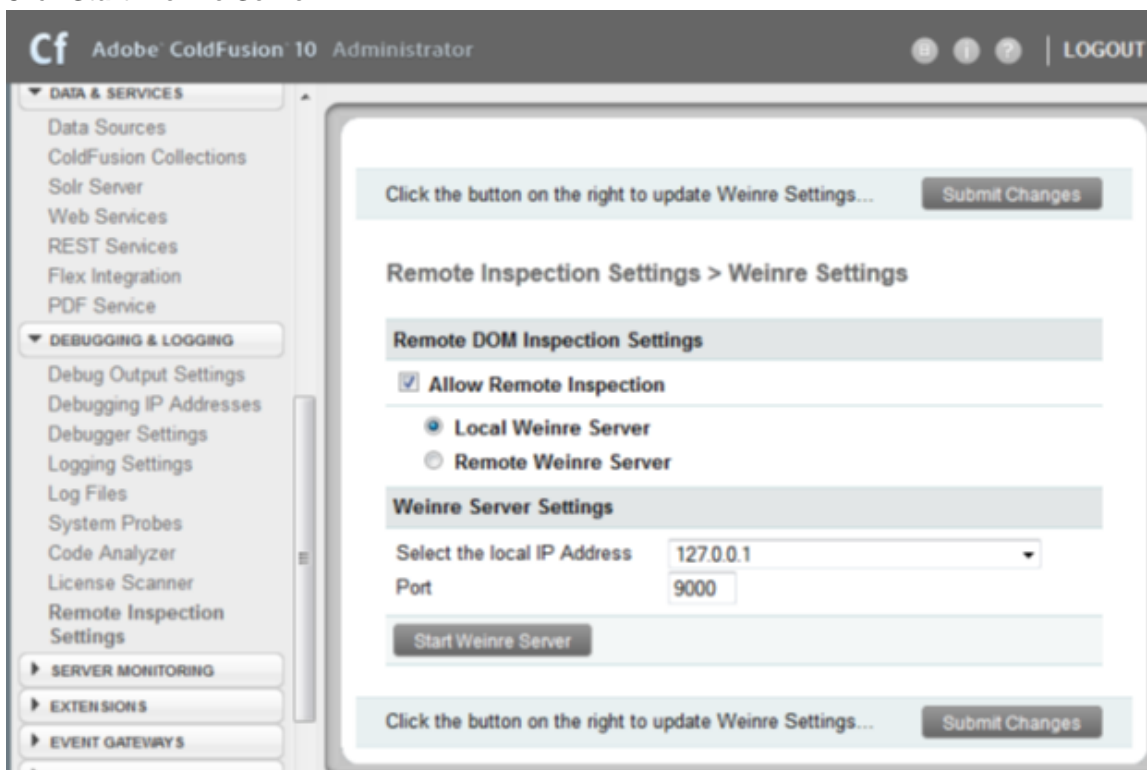 Cf Adobe® ColdFusion® 10 Administrator
LOGOUT
DATA & SERVICES
Data Sources
ColdFusion Collections
Solr Server
Web Services
REST Services
Flex Integration
PDF Service
DEBUGGING & LOGGING
Debug Output Settings
Debugging IP Addresses
Debugger Settings
Logging Settings
Log Files
System Probes
Code Analyzer
License Scanner
Remote Inspection
Settings
SERVER MONITORING
EXTENSIONS
EVENT GATEWAYS
Click the button on the right to update Weinre Settings... Submit Changes
Remote Inspection Settings > Weinre Settings
Remote DOM Inspection Settings
Allow Remote Inspection
Local Weinre Server
Remote Weinre Server
Weinre Server Settings
Select the local IP Address 127.0.0.1
Port 9000
Start Weinre Server
Click the button on the right to update Weinre Settings... Submit Changes